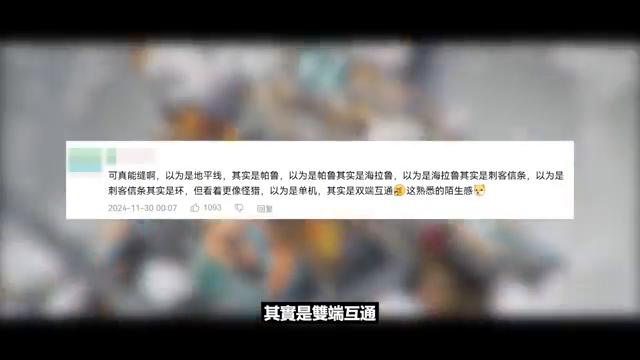 可真能缝啊，以为是地平线，其实是帕鲁，以为是帕鲁其实是海拉鲁，以为是海拉鲁其实是刺客信条，以为是
刺客信条其实是环，但看着更像怪猎，以为是单机，其实是双端互通这熟悉的陌生感
2024-11-30 00:07 1093 回复
其實是雙端互通